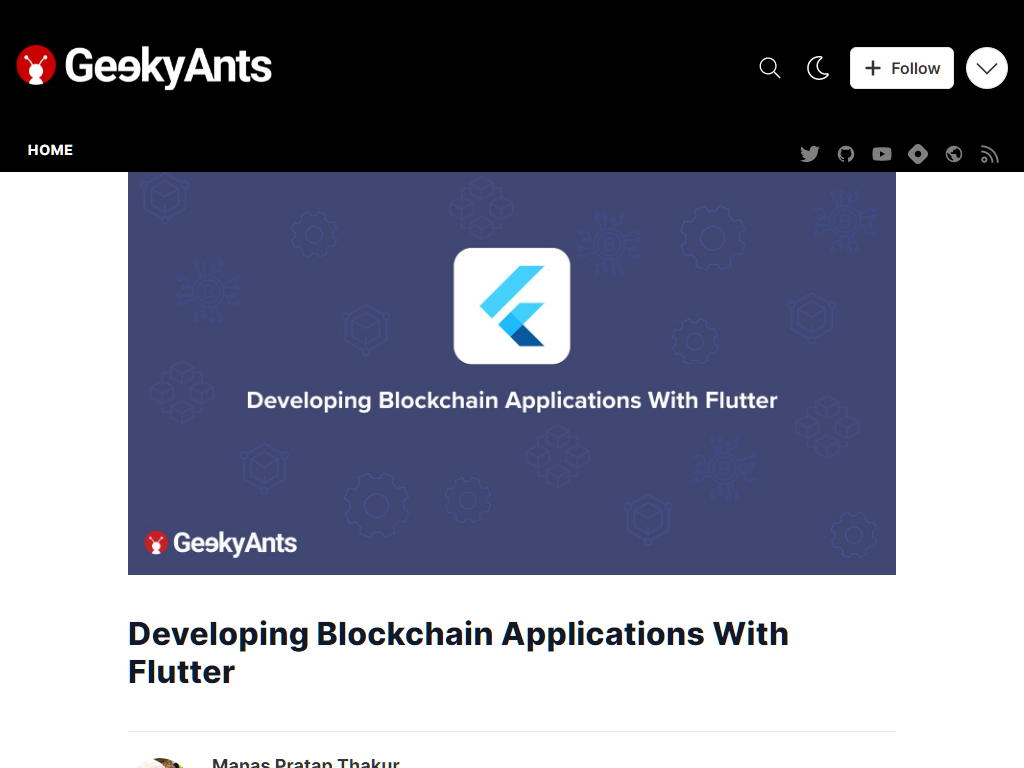 GeekyAnts
Follow
HOME
Developing Blockchain Applications With Flutter
GeekyAnts
Developing Blockchain Applications With
Flutter
Manas Pratap Thakur